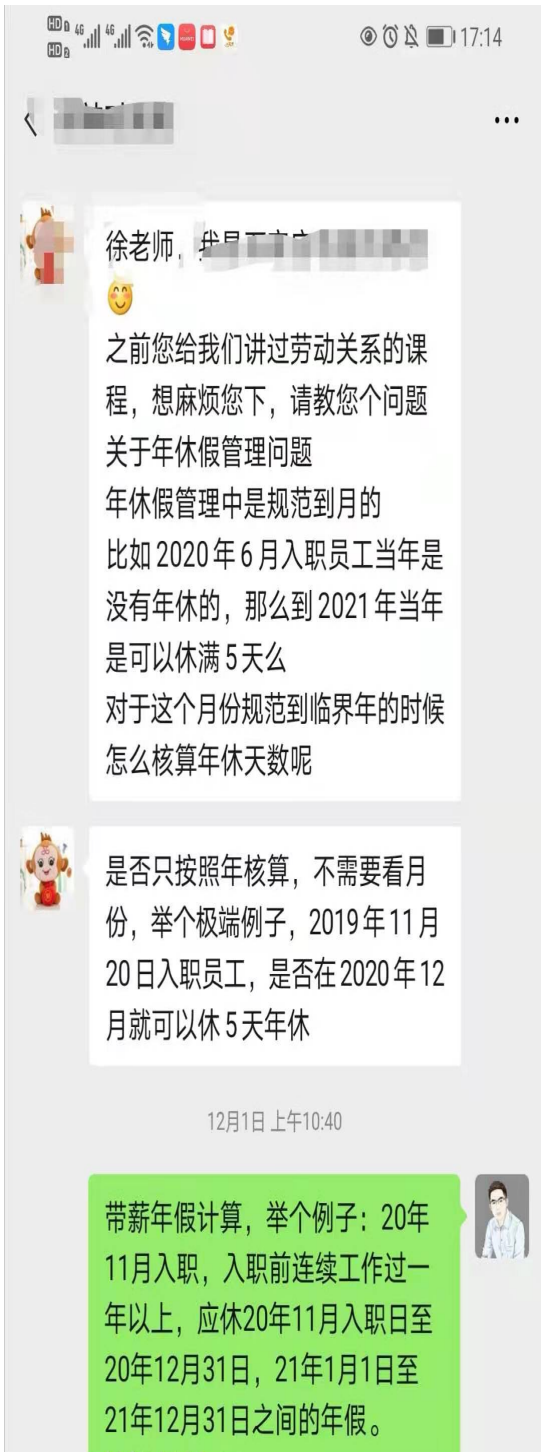 HD 4G 4G 17:14
HD 2
徐老师,我是
之前您给我们讲过劳动关系的课
程，想麻烦您下，请教您个问题
关于年休假管理问题
年休假管理中是规范到月的
比如2020年6月入职员工当年是
没有年休的，那么到2021年当年
是可以休满5天么
对于这个月份规范到临界年的时候
怎么核算年休天数呢
是否只按照年核算，不需要看月
份，举个极端例子，2019年11月
20日入职员工，是否在2020年12
月就可以休5天年休
12月1日 上午10:40
带薪年假计算，举个例子：20年
11月入职，入职前连续工作过一
年以上，应休20年11月入职日至
20年12月31日，21年1月1日至
21年12月31日之间的年假。